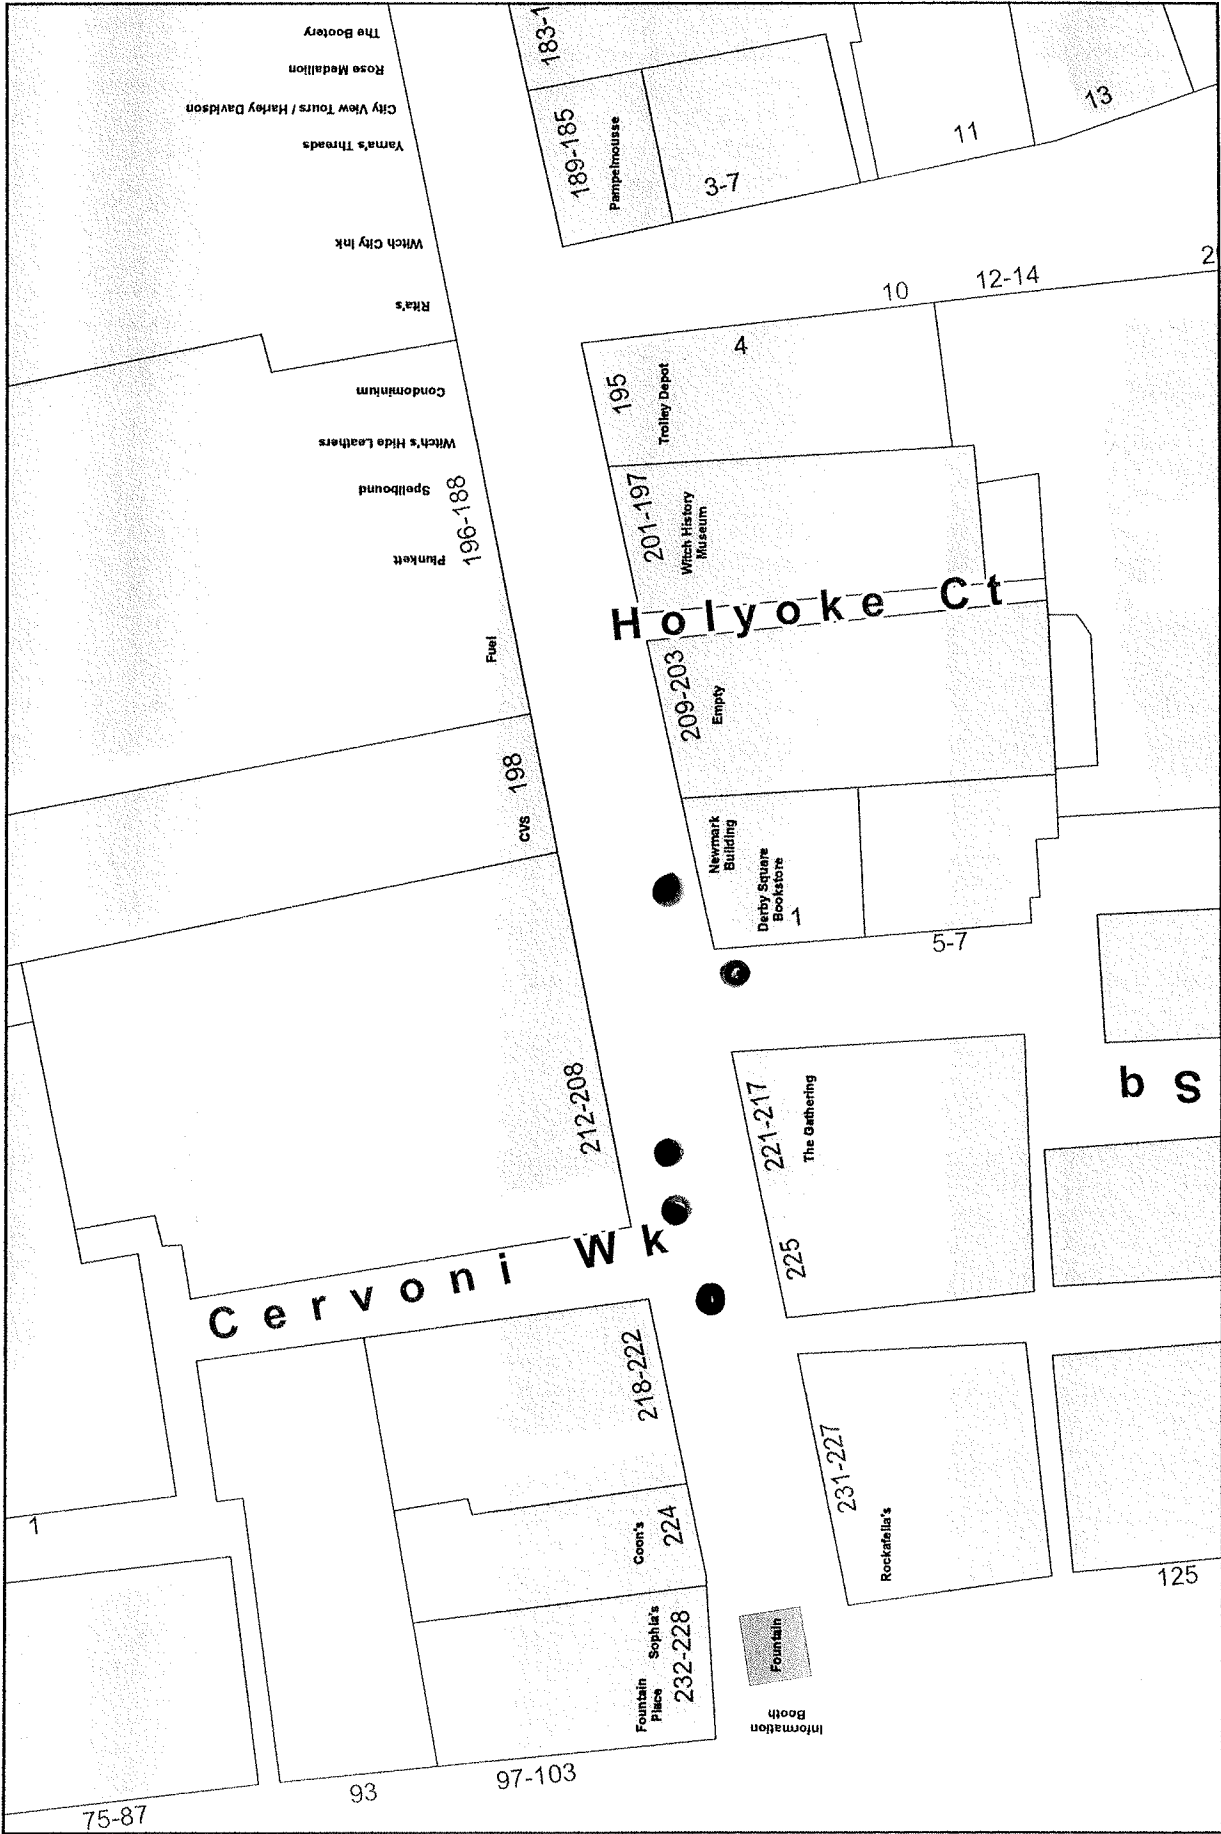 The Bootery
Rose Medallion
City View Tours / Harley Davidson
Yarna's Threads
Witch City Ink
Rita's
Condominium
Witch's Hide Leathers
Spellbound
Plunkett
196-188
Fuel
198
CVS
212-208
183-1
189-185
Pampelmousse
3-7
11
13
2
12-14
10
4
195
Trolley Depot
201-197
Witch History
Museum
Holyoke Ct
209-203
Empty
Newmark
Building
Derby Square
Bookstore
1
5-7
b S
221-217
The Gathering
225
Cervoni Wk
218-222
231-227
Rockafella's
125
Coon's
224
Fountain
Place
Sophia's
232-228
Fountain
Information
Booth
1
97-103
93
75-87